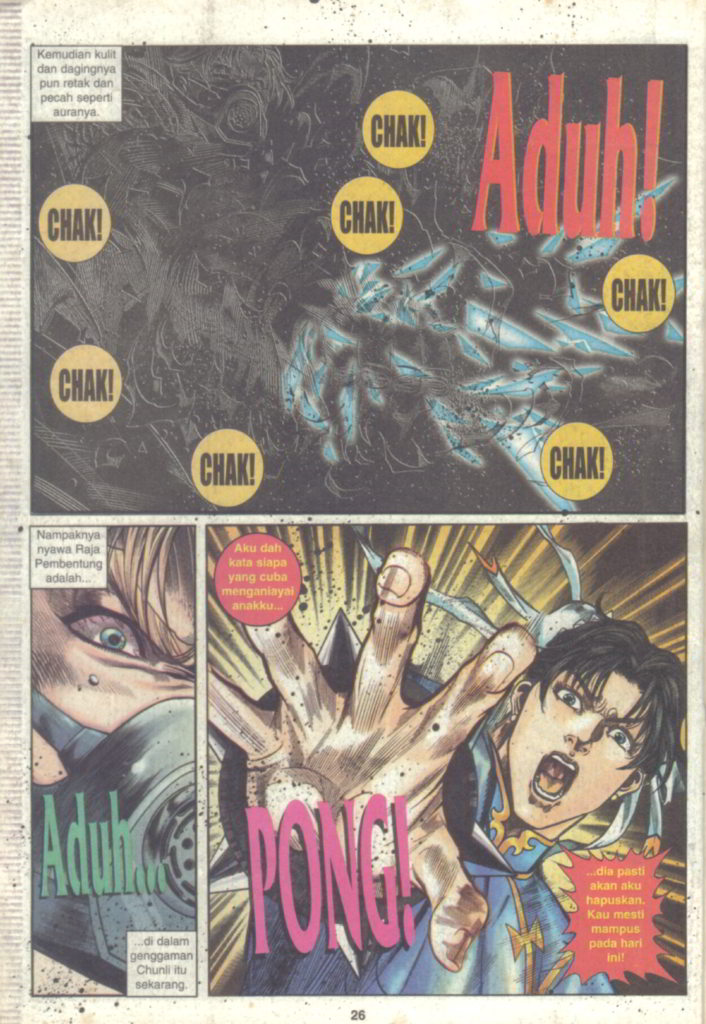 Kemudian kulit
dan dagingnya
pun retak dan
pecah seperti
auranya.
CHAK!
Aduh!
CHAK!
CHAK!
CHAK!
CHAK!
CHAK!
CHAK!
Nampaknya
nyawa Raja
Pembentung
adalah...
Aduh...
...di dalam
genggaman
Chunli itu
sekarang.
Aku dah
kata siapa
yang cuba
menganiayai
anakku...
PONG!
...dia pasti
akan aku
hapuskan.
Kau mesti
mampus
pada hari
ini!
26